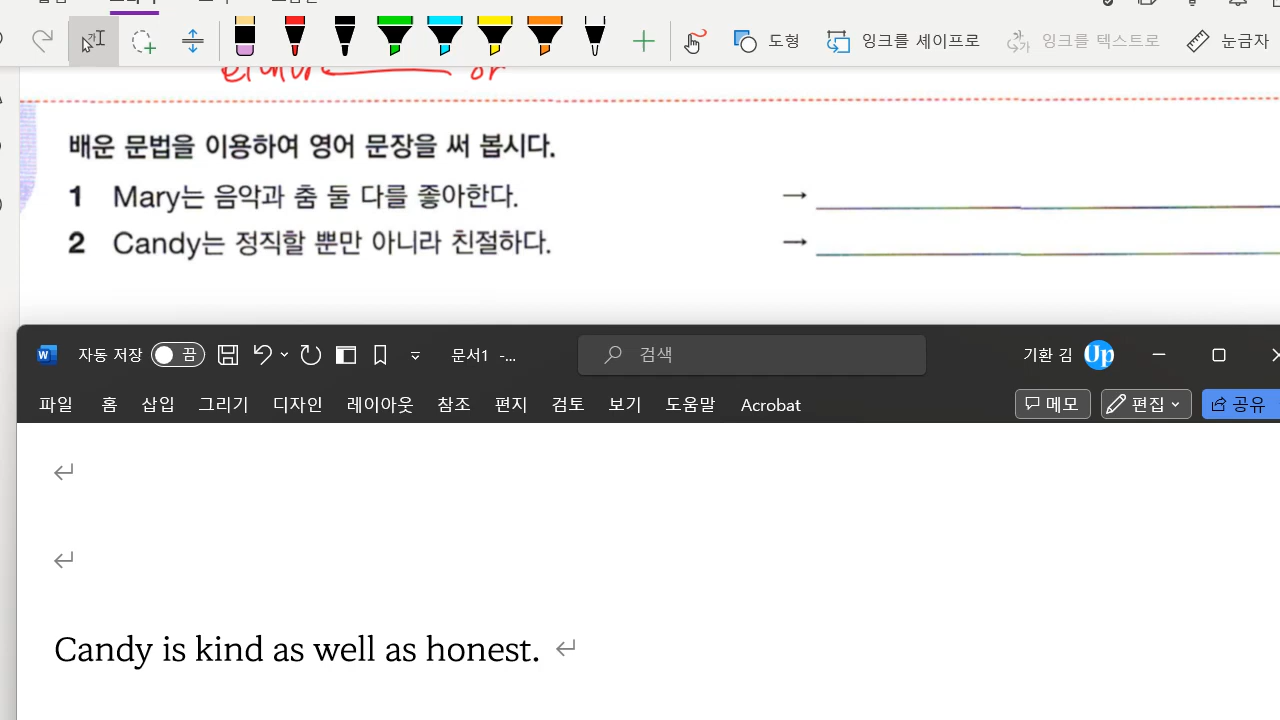 도형
잉크를 셰이프로
잉크를 텍스트로
눈금자
배운 문법을 이용하여 영어 문장을 써 봅시다.
1 Mary는 음악과 춤 둘 다를 좋아한다. →
2 Candy는 정직할 뿐만 아니라 친절하다. →
자동 저장 끔 문서1 -... 검색 기환 김 Up
파일 홈 삽입 그리기 디자인 레이아웃 참조 편지 검토 보기 도움말 Acrobat 메모 편집 공유
Candy is kind as well as honest.